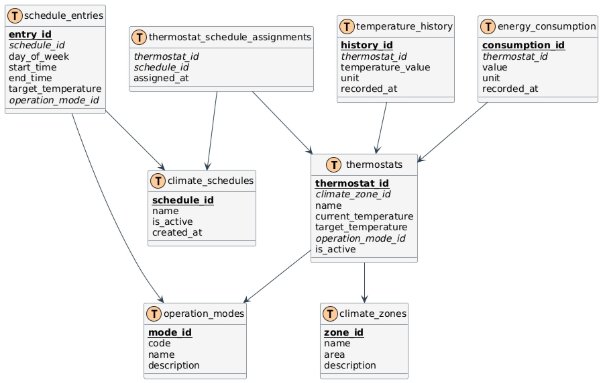 T schedule_entries
entry_id
schedule_id
day_of_week
start_time
end_time
target_temperature
operation_mode_id
T thermostat_schedule_assignments
thermostat_id
schedule_id
assigned_at
T temperature_history
history_id
thermostat_id
temperature_value
unit
recorded_at
T energy_consumption
consumption_id
thermostat_id
value
unit
recorded_at
T climate_schedules
schedule_id
name
is_active
created_at
T thermostats
thermostat_id
climate_zone_id
name
current_temperature
target_temperature
operation_mode_id
is_active
T operation_modes
mode_id
code
name
description
T climate_zones
zone_id
name
area
description